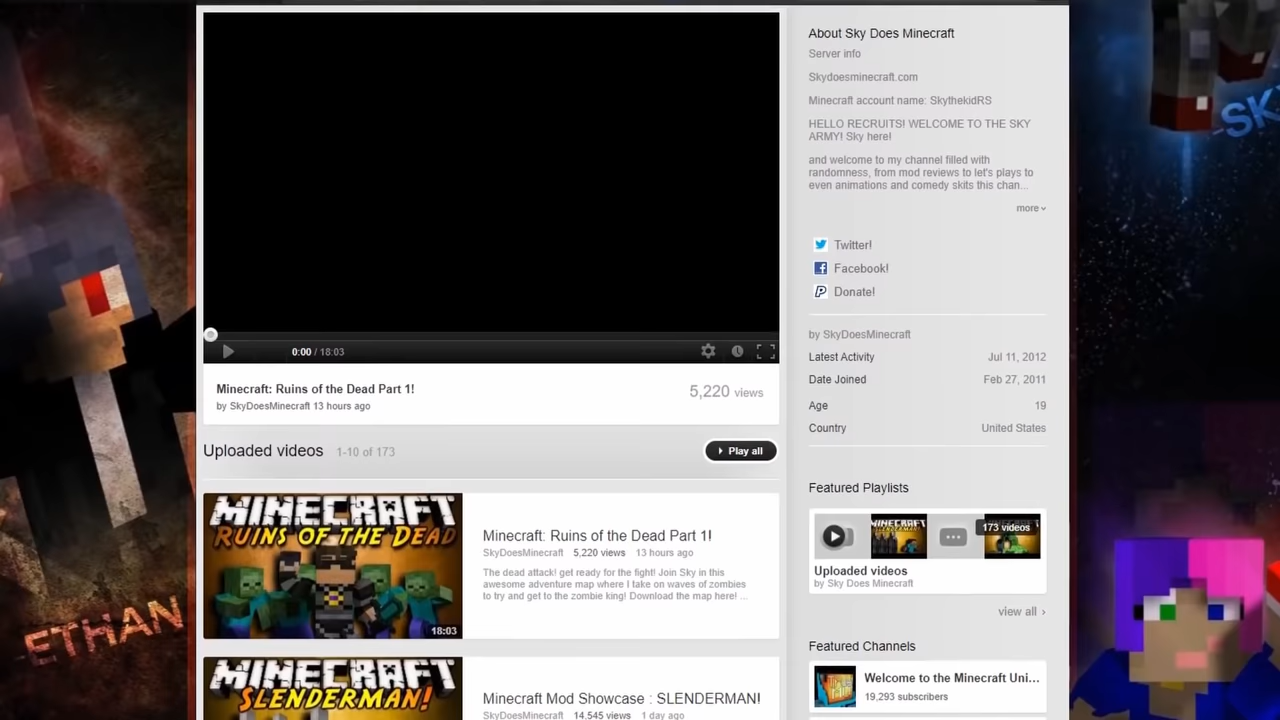 About Sky Does Minecraft
Server info
Skydoesminecraft.com
Minecraft account name: SkythekidRS
HELLO RECRUITS! WELCOME TO THE SKY
ARMY! Sky here!
and welcome to my channel filled with
randomness, from mod reviews to let's plays to
even animations and comedy skits this chan...
more
Twitter!
Facebook!
Donate!
by SkyDoesMinecraft
Latest Activity Jul 11, 2012
Date Joined Feb 27, 2011
Age 19
Country United States
0:00 / 18:03
Minecraft: Ruins of the Dead Part 1!
5,220 views
by SkyDoesMinecraft 13 hours ago
Uploaded videos 1-10 of 173
Play all
MINECRAFT
RUINS OF THE DEAD
18:03
Minecraft: Ruins of the Dead Part 1!
SkyDoesMinecraft 5,220 views 13 hours ago
The dead attack! get ready for the fight! Join Sky in this
awesome adventure map where I take on waves of zombies
to try and get to the zombie king! Download the map here! ...
MINECRAFT
SLENDERMAN!
Minecraft Mod Showcase : SLENDERMAN!
SkyDoesMinecraft 14,545 views 1 day ago
Featured Playlists
MINECRAFT
SLENDERMAN!
173 videos
Uploaded videos
by Sky Does Minecraft
view all ›
Featured Channels
Welcome to the Minecraft Uni...
19,293 subscribers
ETHAN
SK